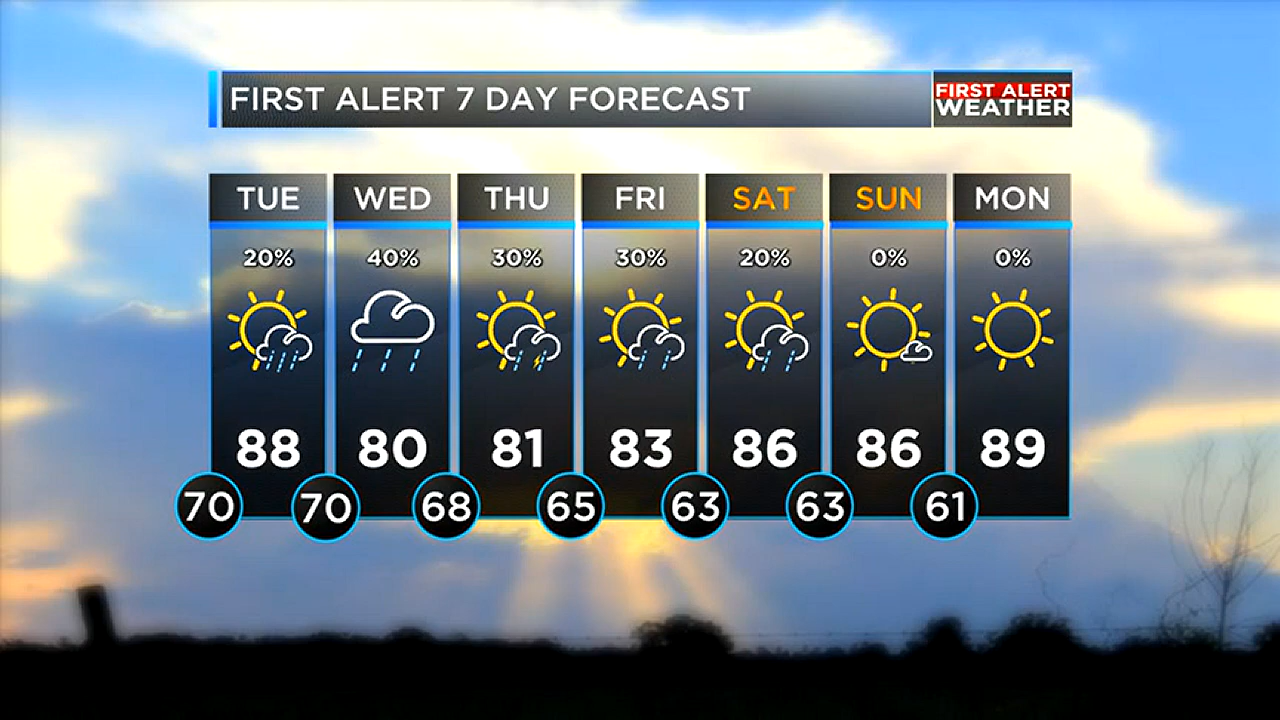 FIRST ALERT 7 DAY FORECAST
FIRST ALERT
WEATHER
TUE WED THU FRI SAT SUN MON
20% 40% 30% 30% 20% 0% 0%
88 80 81 83 86 86 89
70 70 68 65 63 63 61